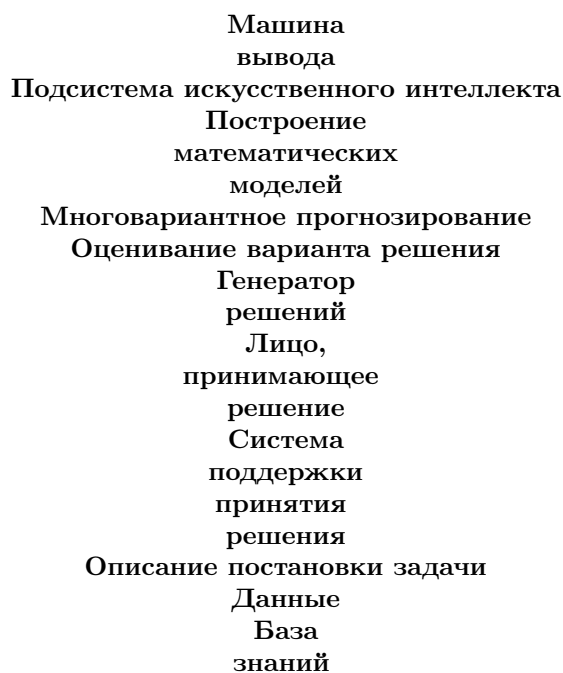 Машина
вывода
Подсистема искусственного интеллекта
Построение
математических
моделей
Многовариантное прогнозирование
Оценивание варианта решения
Генератор
решений
Лицо,
принимающее
решение
Система
поддержки
принятия
решения
Описание постановки задачи
Данные
База
знаний